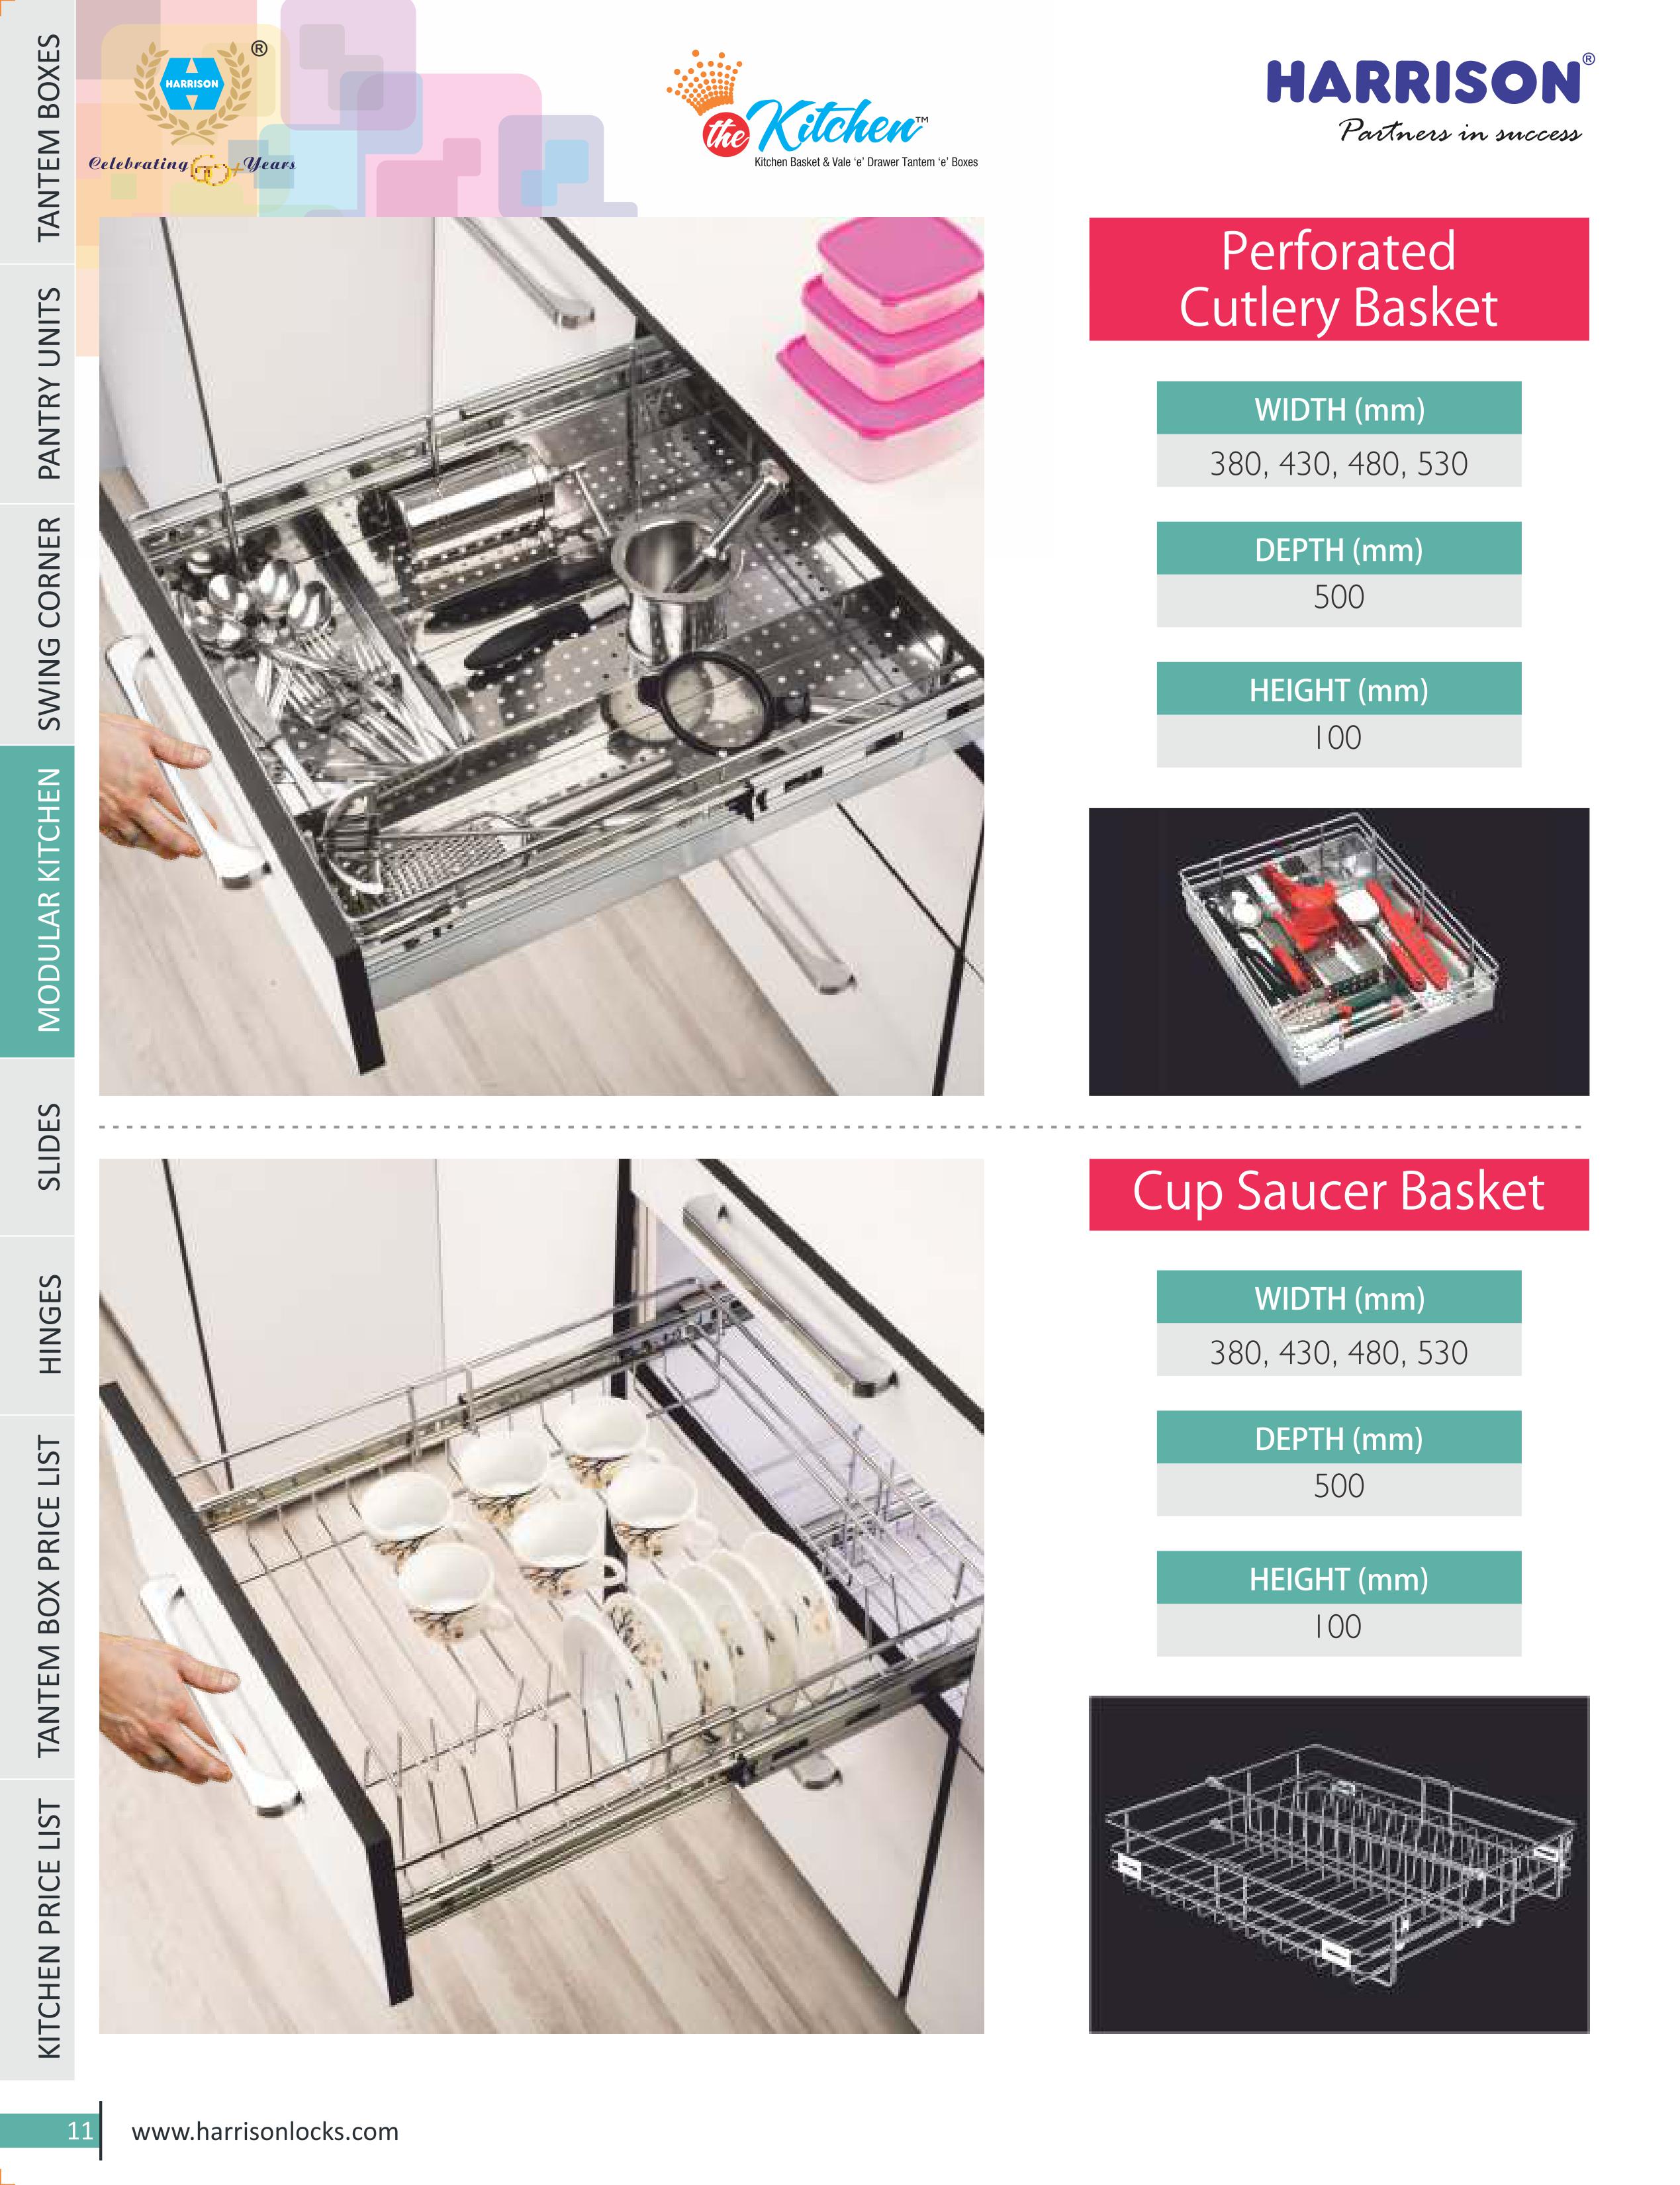 TANTEM BOXES
PANTRY UNITS
SWING CORNER
MODULAR KITCHEN
SLIDES
HINGES
TANTEM BOX PRICE LIST
KITCHEN PRICE LIST
®
HARRISON
Celebrating 60+ Years
the Kitchen™
Kitchen Basket & Vale 'e' Drawer Tantem 'e' Boxes
HARRISON®
Partners in success
Perforated
Cutlery Basket
WIDTH (mm)
380, 430, 480, 530
DEPTH (mm)
500
HEIGHT (mm)
100
Cup Saucer Basket
WIDTH (mm)
380, 430, 480, 530
DEPTH (mm)
500
HEIGHT (mm)
100
11
www.harrisonlocks.com